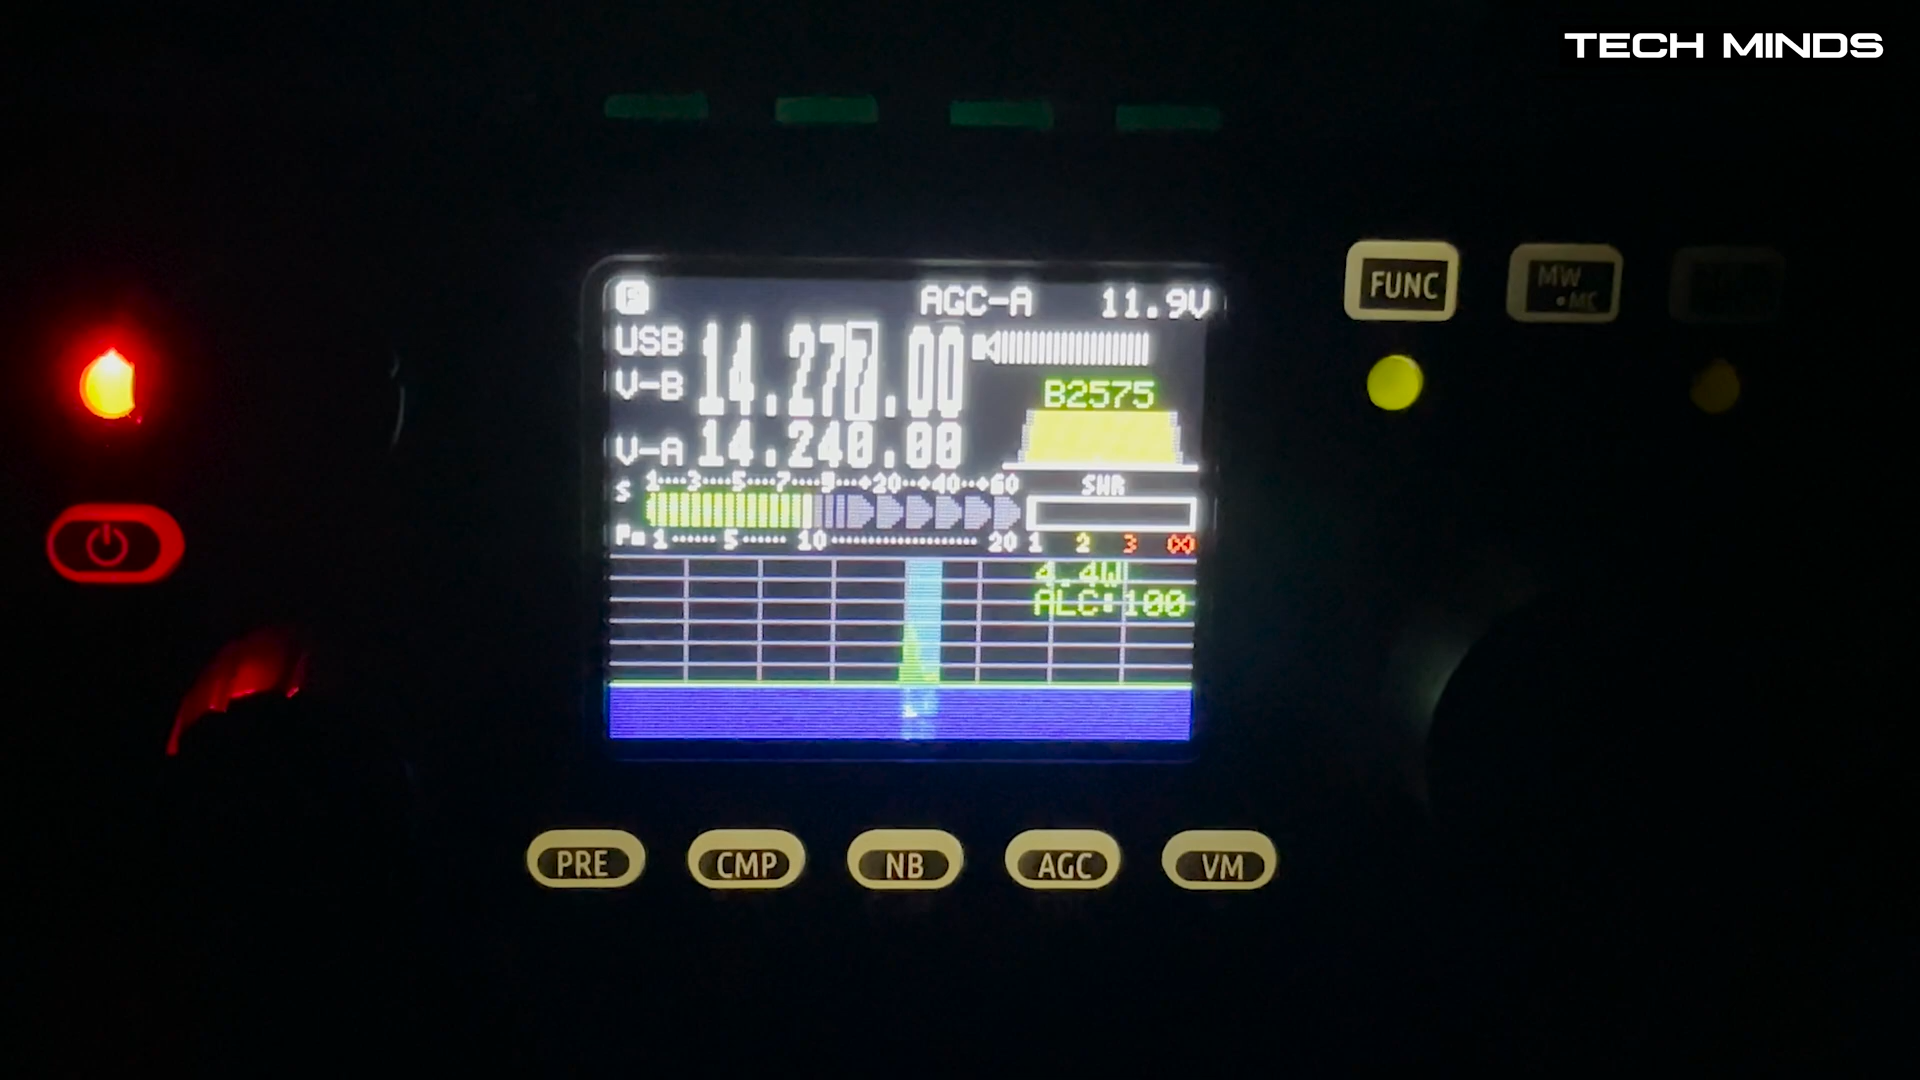 TECH MINDS
AGC-A 11.9V
USB
V-B 14.270.00
B2575
V-A 14.240.00
S 1 3 5 7 9 +20 +40 +60
SWR
1 5 10 20
1 2 3 ∞
4.4W
ALC:100
FUNC
MW
•MC
PRE CMP NB AGC VM